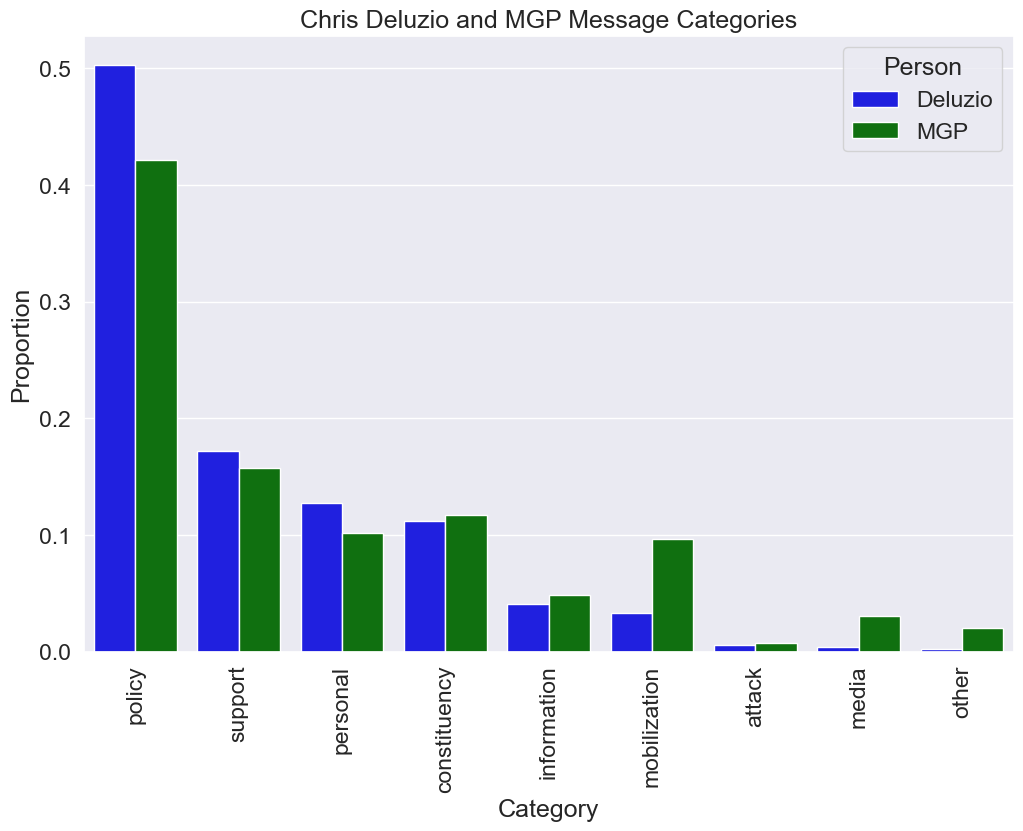 Chris Deluzio and MGP Message Categories
Person
Deluzio
MGP
Proportion
0.5
0.4
0.3
0.2
0.1
0.0
policy
support
personal
constituency
information
mobilization
attack
media
other
Category